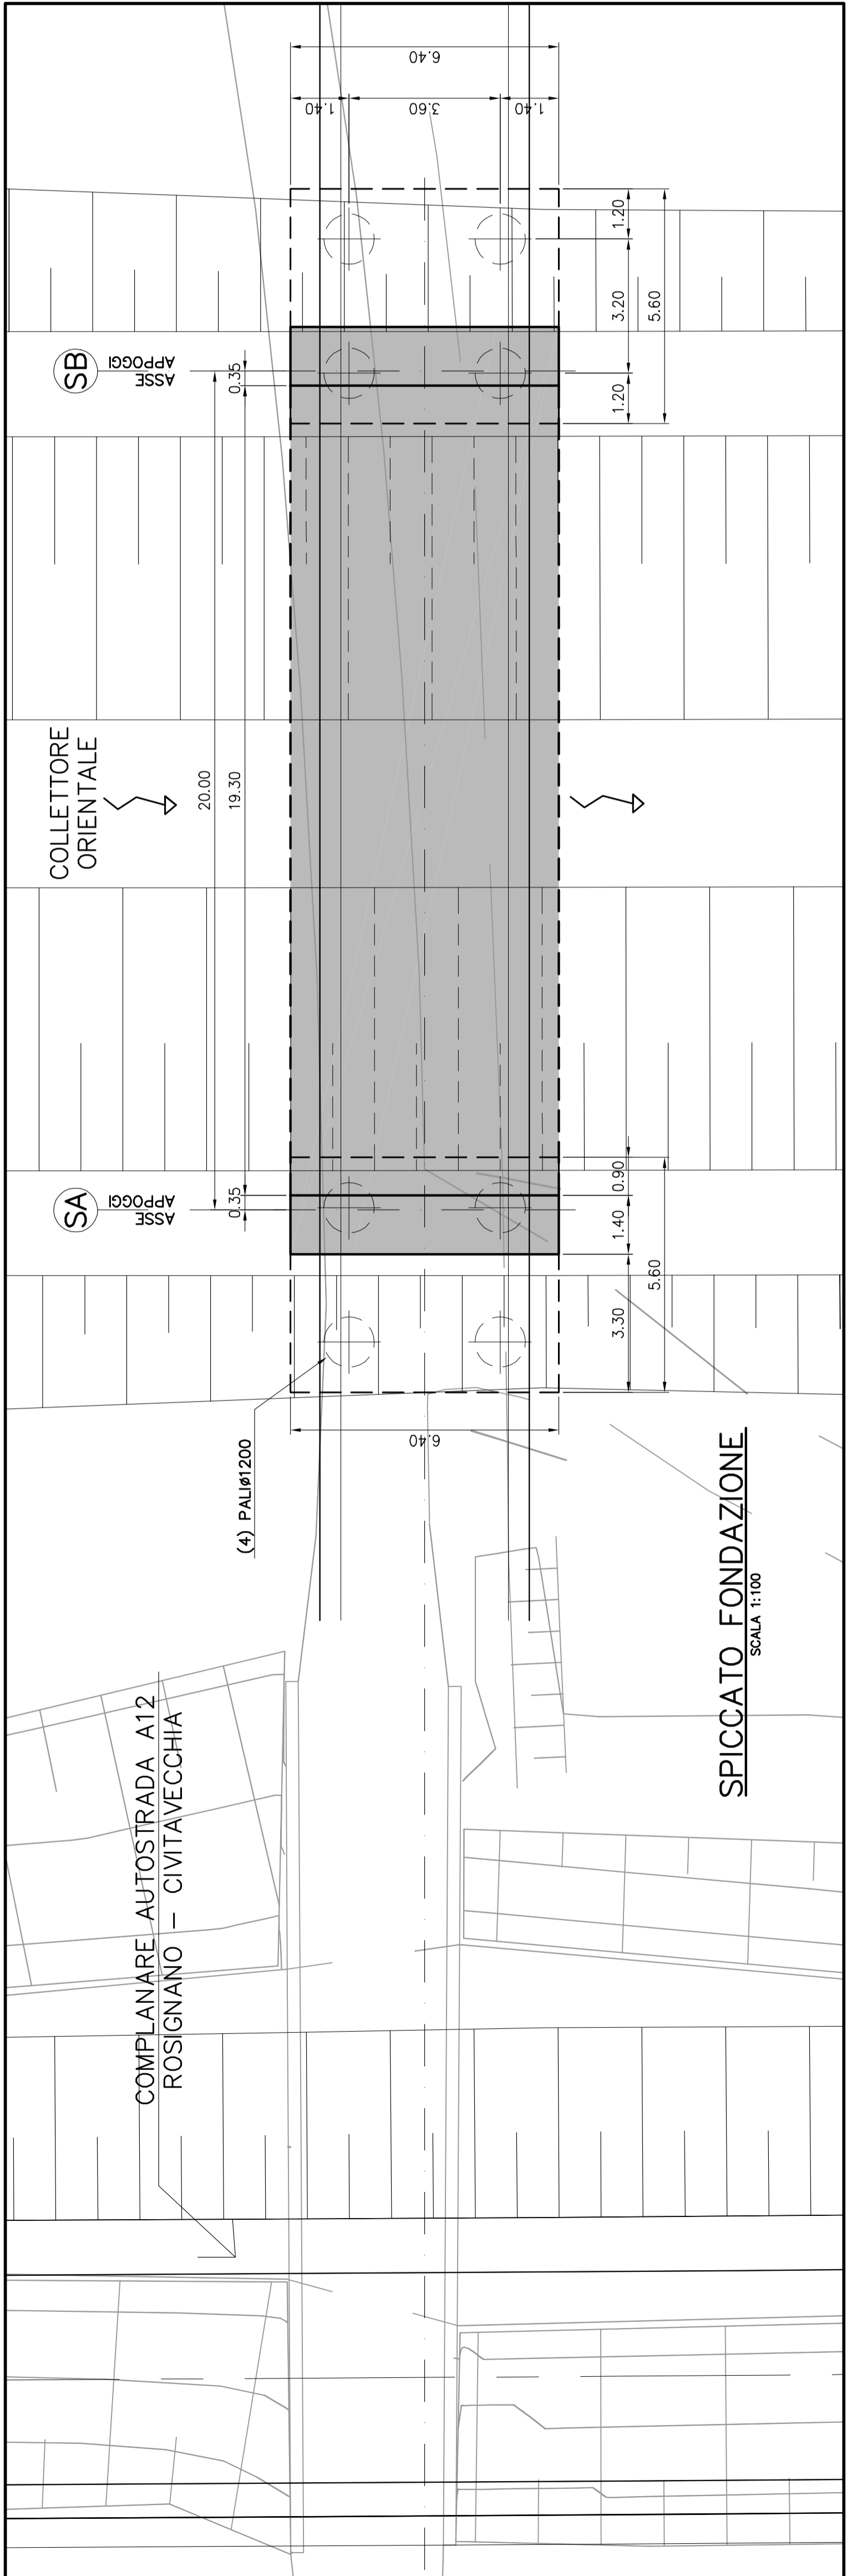 6.40
1.40
3.60
1.40
1.20
3.20
5.60
1.20
SB
ASSE
APPOGGI
0.35
COLLETTORE
ORIENTALE
20.00
19.30
SA
ASSE
APPOGGI
0.35
0.90
1.40
5.60
3.30
6.40
(4) PALIø1200
SPICCATO FONDAZIONE
SCALA 1:100
COMPLANARE AUTOSTRADA A12
ROSIGNANO – CIVITAVECCHIA